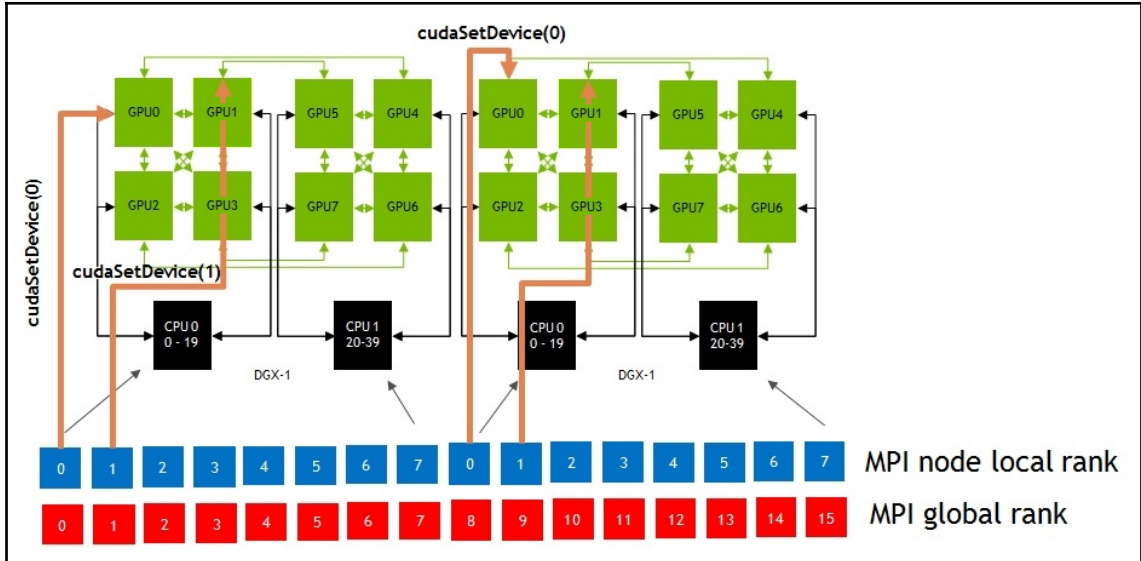 cudaSetDevice(0)
GPU0 GPU1 GPU5 GPU4 GPU0 GPU1 GPU5 GPU4
GPU2 GPU3 GPU7 GPU6 GPU2 GPU3 GPU7 GPU6
cudaSetDevice(0)
cudaSetDevice(1)
CPU 0 CPU 1 CPU 0 CPU 1
0 - 19 20-39 0 - 19 20-39
DGX-1 DGX-1
0 1 2 3 4 5 6 7 0 1 2 3 4 5 6 7 MPI node local rank
0 1 2 3 4 5 6 7 8 9 10 11 12 13 14 15 MPI global rank